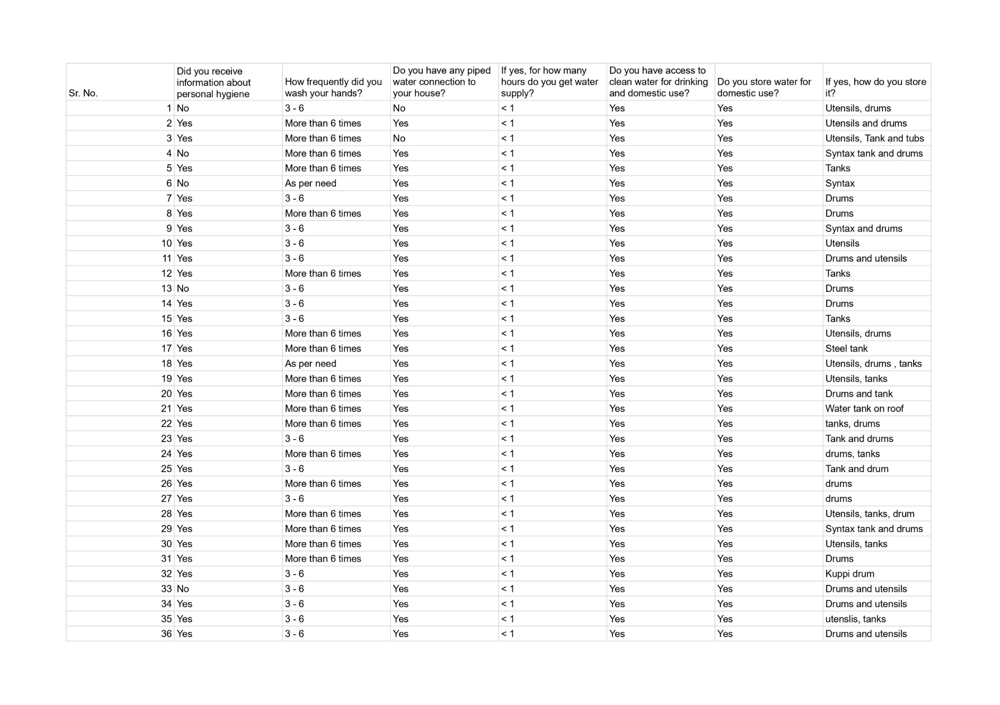 Sr. No. Did you receive information about personal hygiene How frequently did you wash your hands? Do you have any piped water connection to your house? If yes, for how many hours do you get water supply? Do you have access to clean water for drinking and domestic use? Do you store water for domestic use? If yes, how do you store it?
1 No 3 - 6 No < 1 Yes Yes Utensils, drums
2 Yes More than 6 times Yes < 1 Yes Yes Utensils and drums
3 Yes More than 6 times No < 1 Yes Yes Utensils, Tank and tubs
4 No More than 6 times Yes < 1 Yes Yes Syntax tank and drums
5 Yes More than 6 times Yes < 1 Yes Yes Tanks
6 No As per need Yes < 1 Yes Yes Syntax
7 Yes 3 - 6 Yes < 1 Yes Yes Drums
8 Yes More than 6 times Yes < 1 Yes Yes Drums
9 Yes 3 - 6 Yes < 1 Yes Yes Syntax and drums
10 Yes 3 - 6 Yes < 1 Yes Yes Utensils
11 Yes 3 - 6 Yes < 1 Yes Yes Drums and utensils
12 Yes More than 6 times Yes < 1 Yes Yes Tanks
13 No 3 - 6 Yes < 1 Yes Yes Drums
14 Yes 3 - 6 Yes < 1 Yes Yes Drums
15 Yes 3 - 6 Yes < 1 Yes Yes Tanks
16 Yes More than 6 times Yes < 1 Yes Yes Utensils, drums
17 Yes More than 6 times Yes < 1 Yes Yes Steel tank
18 Yes As per need Yes < 1 Yes Yes Utensils, drums , tanks
19 Yes More than 6 times Yes < 1 Yes Yes Utensils, tanks
20 Yes More than 6 times Yes < 1 Yes Yes Drums and tank
21 Yes More than 6 times Yes < 1 Yes Yes Water tank on roof
22 Yes More than 6 times Yes < 1 Yes Yes tanks, drums
23 Yes 3 - 6 Yes < 1 Yes Yes Tank and drums
24 Yes More than 6 times Yes < 1 Yes Yes drums, tanks
25 Yes 3 - 6 Yes < 1 Yes Yes Tank and drum
26 Yes More than 6 times Yes < 1 Yes Yes drums
27 Yes 3 - 6 Yes < 1 Yes Yes drums
28 Yes More than 6 times Yes < 1 Yes Yes Utensils, tanks, drum
29 Yes More than 6 times Yes < 1 Yes Yes Syntax tank and drums
30 Yes More than 6 times Yes < 1 Yes Yes Utensils, tanks
31 Yes More than 6 times Yes < 1 Yes Yes Drums
32 Yes 3 - 6 Yes < 1 Yes Yes Kuppi drum
33 No 3 - 6 Yes < 1 Yes Yes Drums and utensils
34 Yes 3 - 6 Yes < 1 Yes Yes Drums and utensils
35 Yes 3 - 6 Yes < 1 Yes Yes utenslis, tanks
36 Yes 3 - 6 Yes < 1 Yes Yes Drums and utensils